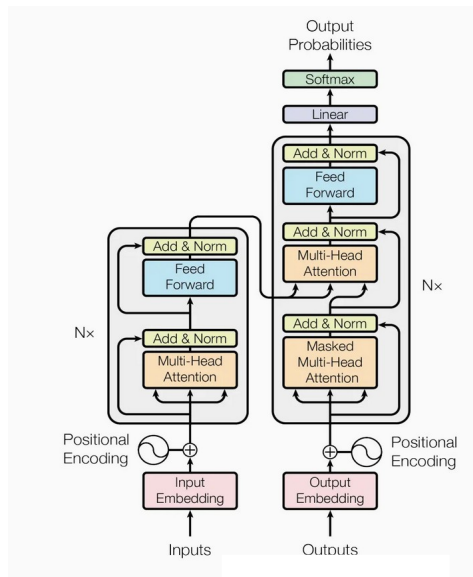 Output
Probabilities
Softmax
Linear
Add & Norm
Feed
Forward
Add & Norm
Multi-Head
Attention
Add & Norm
Masked
Multi-Head
Attention
Nx
Add & Norm
Feed
Forward
Add & Norm
Multi-Head
Attention
Nx
Positional
Encoding
Positional
Encoding
Input
Embedding
Output
Embedding
Inputs
Outputs